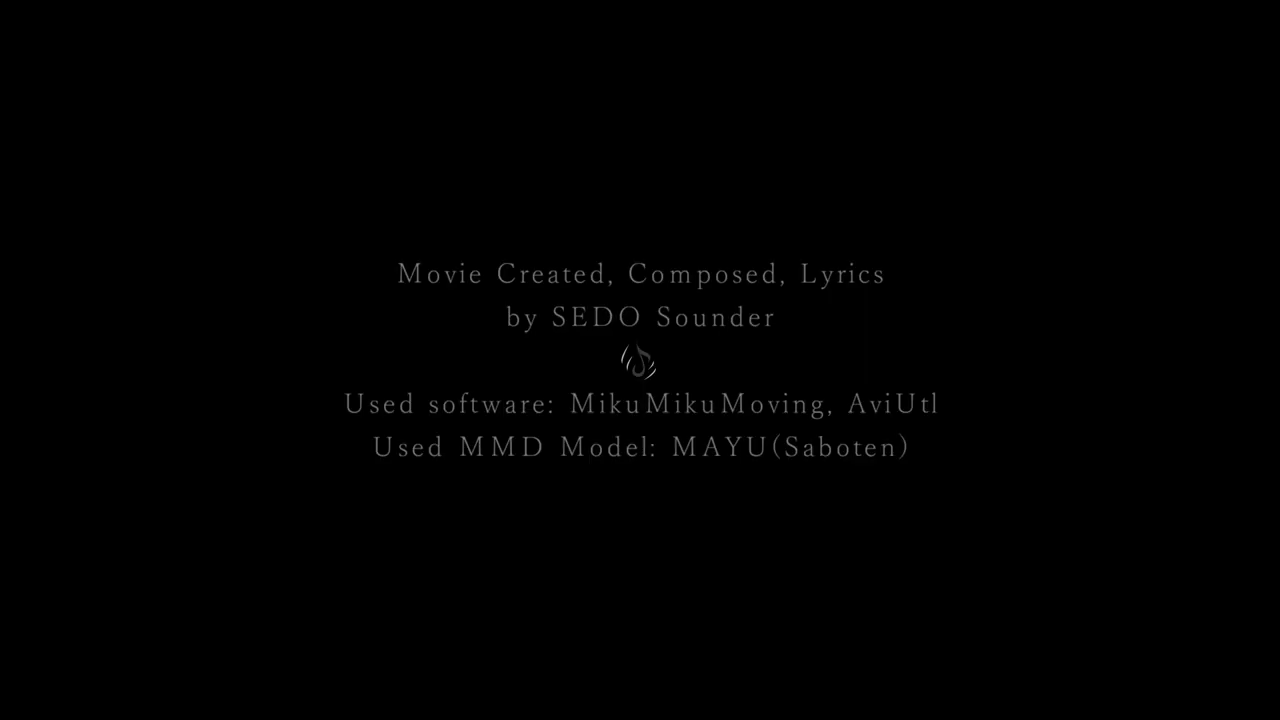 Movie Created, Composed, Lyrics
by SEDO Sounder
Used software: MikuMikuMoving, AviUtl
Used MMD Model: MAYU(Saboten)